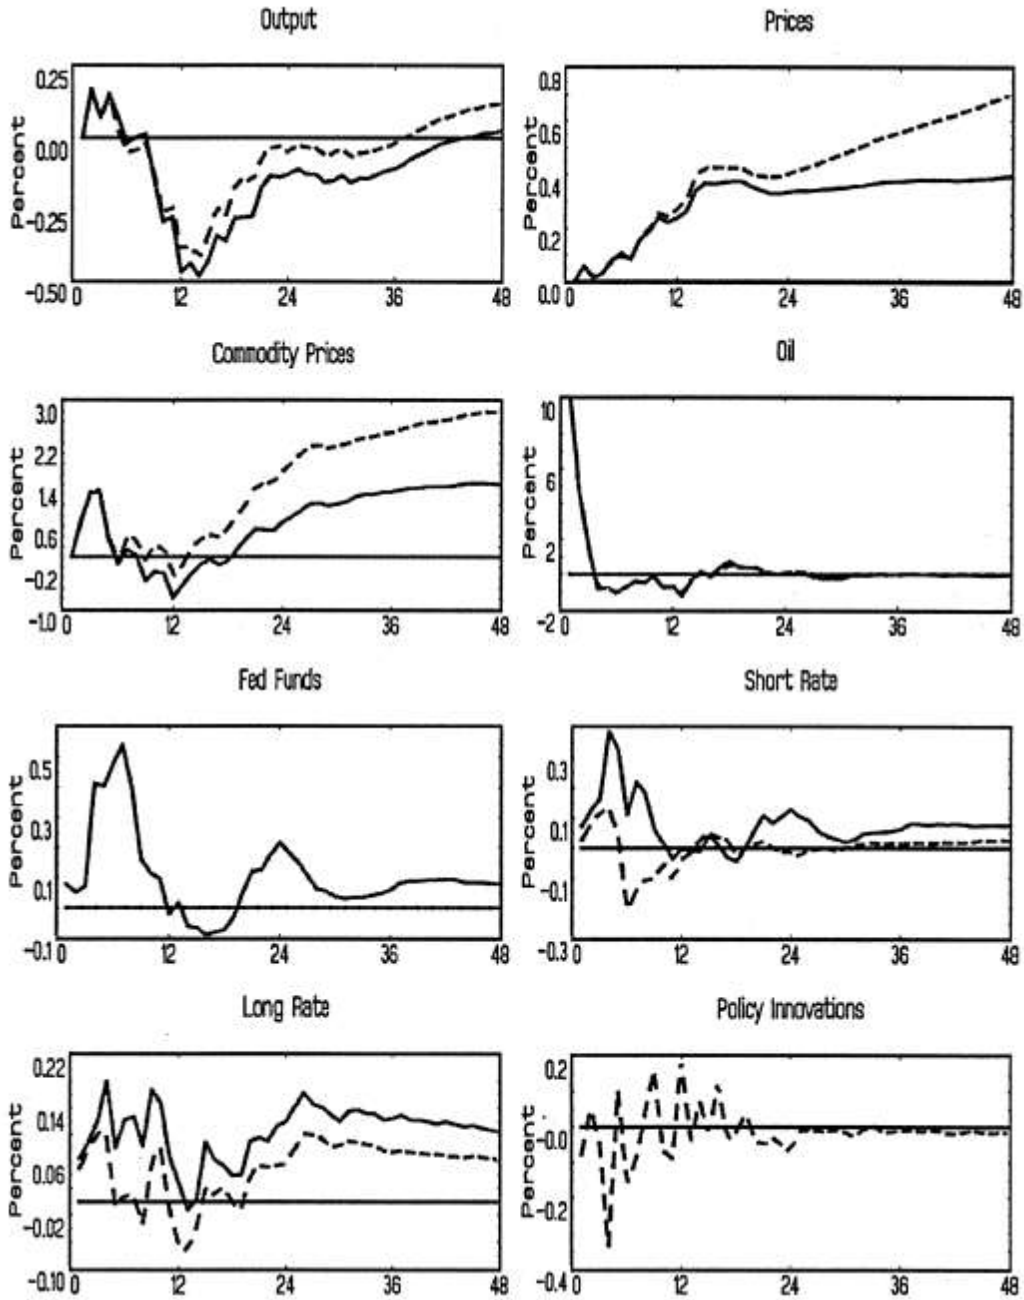 Output
Percent
0.25
0.00
-0.25
-0.50
0 12 24 36 48
Prices
Percent
0.8
0.6
0.4
0.2
0.0
0 12 24 36 48
Commodity Prices
Percent
3.0
2.2
1.4
0.6
-0.2
-1.0
0 12 24 36 48
Oil
Percent
10
6
2
-2
0 12 24 36 48
Fed Funds
Percent
0.5
0.3
0.1
-0.1
0 12 24 36 48
Short Rate
Percent
0.3
0.1
-0.1
-0.3
0 12 24 36 48
Long Rate
Percent
0.22
0.14
0.06
-0.02
-0.10
0 12 24 36 48
Policy Innovations
Percent
0.2
-0.0
-0.2
-0.4
0 12 24 36 48